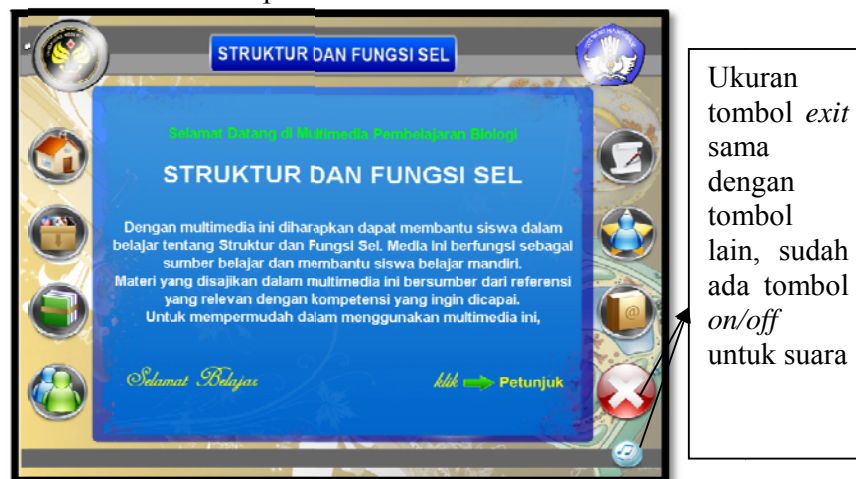 STRUKTUR DAN FUNGSI SEL
Selamat Datang di Multimedia Pembelajaran Biologi
STRUKTUR DAN FUNGSI SEL
Dengan multimedia ini diharapkan dapat membantu siswa dalam
belajar tentang Struktur dan Fungsi Sel. Media ini berfungsi sebagai
sumber belajar dan membantu siswa belajar mandiri.
Materi yang disajikan dalam multimedia ini bersumber dari referensi
yang relevan dengan kompetensi yang ingin dicapai.
Untuk mempermudah dalam menggunakan multimedia ini,
Selamat Belajar
klik Petunjuk
Ukuran
tombol exit
sama
dengan
tombol
lain, sudah
ada tombol
on/off
untuk suara